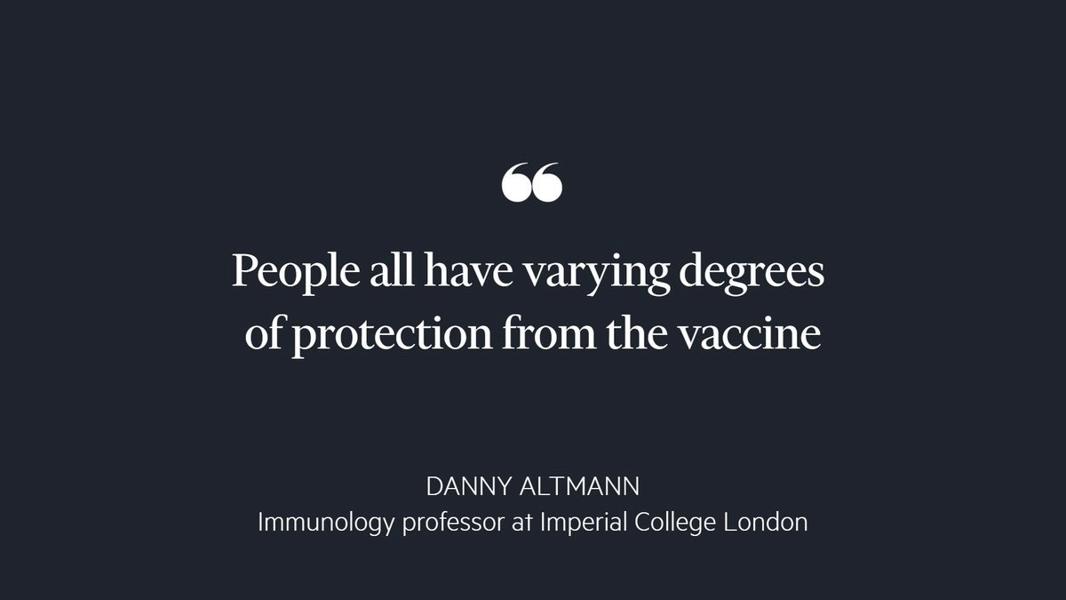 “
People all have varying degrees
of protection from the vaccine
DANNY ALTMANN
Immunology professor at Imperial College London